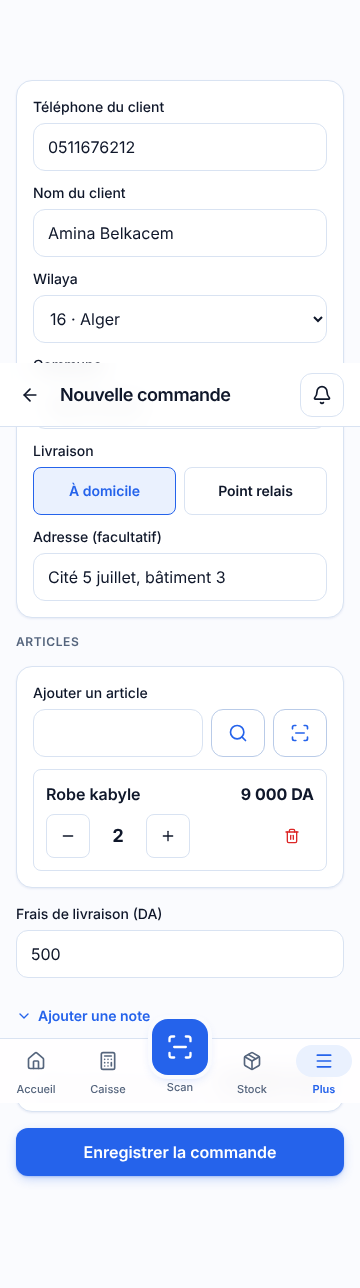 Téléphone du client
0511676212
Nom du client
Amina Belkacem
Wilaya
16 · Alger
Nouvelle commande
Livraison
À domicile
Point relais
Adresse (facultatif)
Cité 5 juillet, bâtiment 3
ARTICLES
Ajouter un article
Robe kabyle
9 000 DA
2
Frais de livraison (DA)
500
Ajouter une note
Accueil
Caisse
Scan
Stock
Plus
Enregistrer la commande